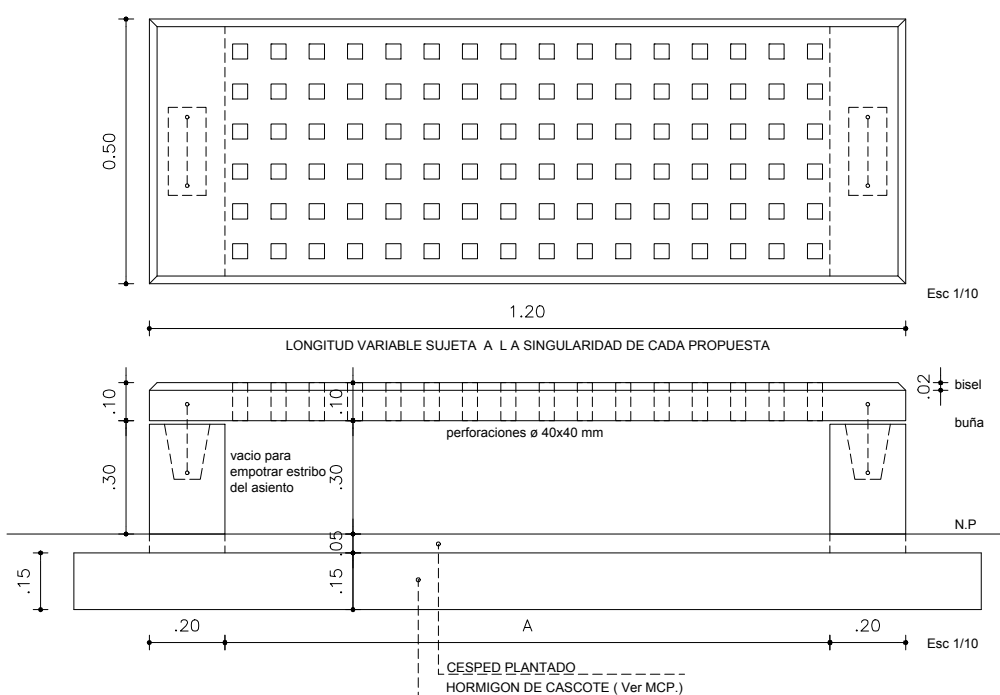 0.50
Esc 1/10
1.20
LONGITUD VARIABLE SUJETA A L A SINGULARIDAD DE CADA PROPUESTA
.10
.10
.02
bisel
buña
perforaciones ø 40x40 mm
vacio para
empotrar estribo
del asiento
.30
.30
N.P
.05
.15
.15
.20
A
.20
Esc 1/10
CESPED PLANTADO
HORMIGON DE CASCOTE ( Ver MCP.)